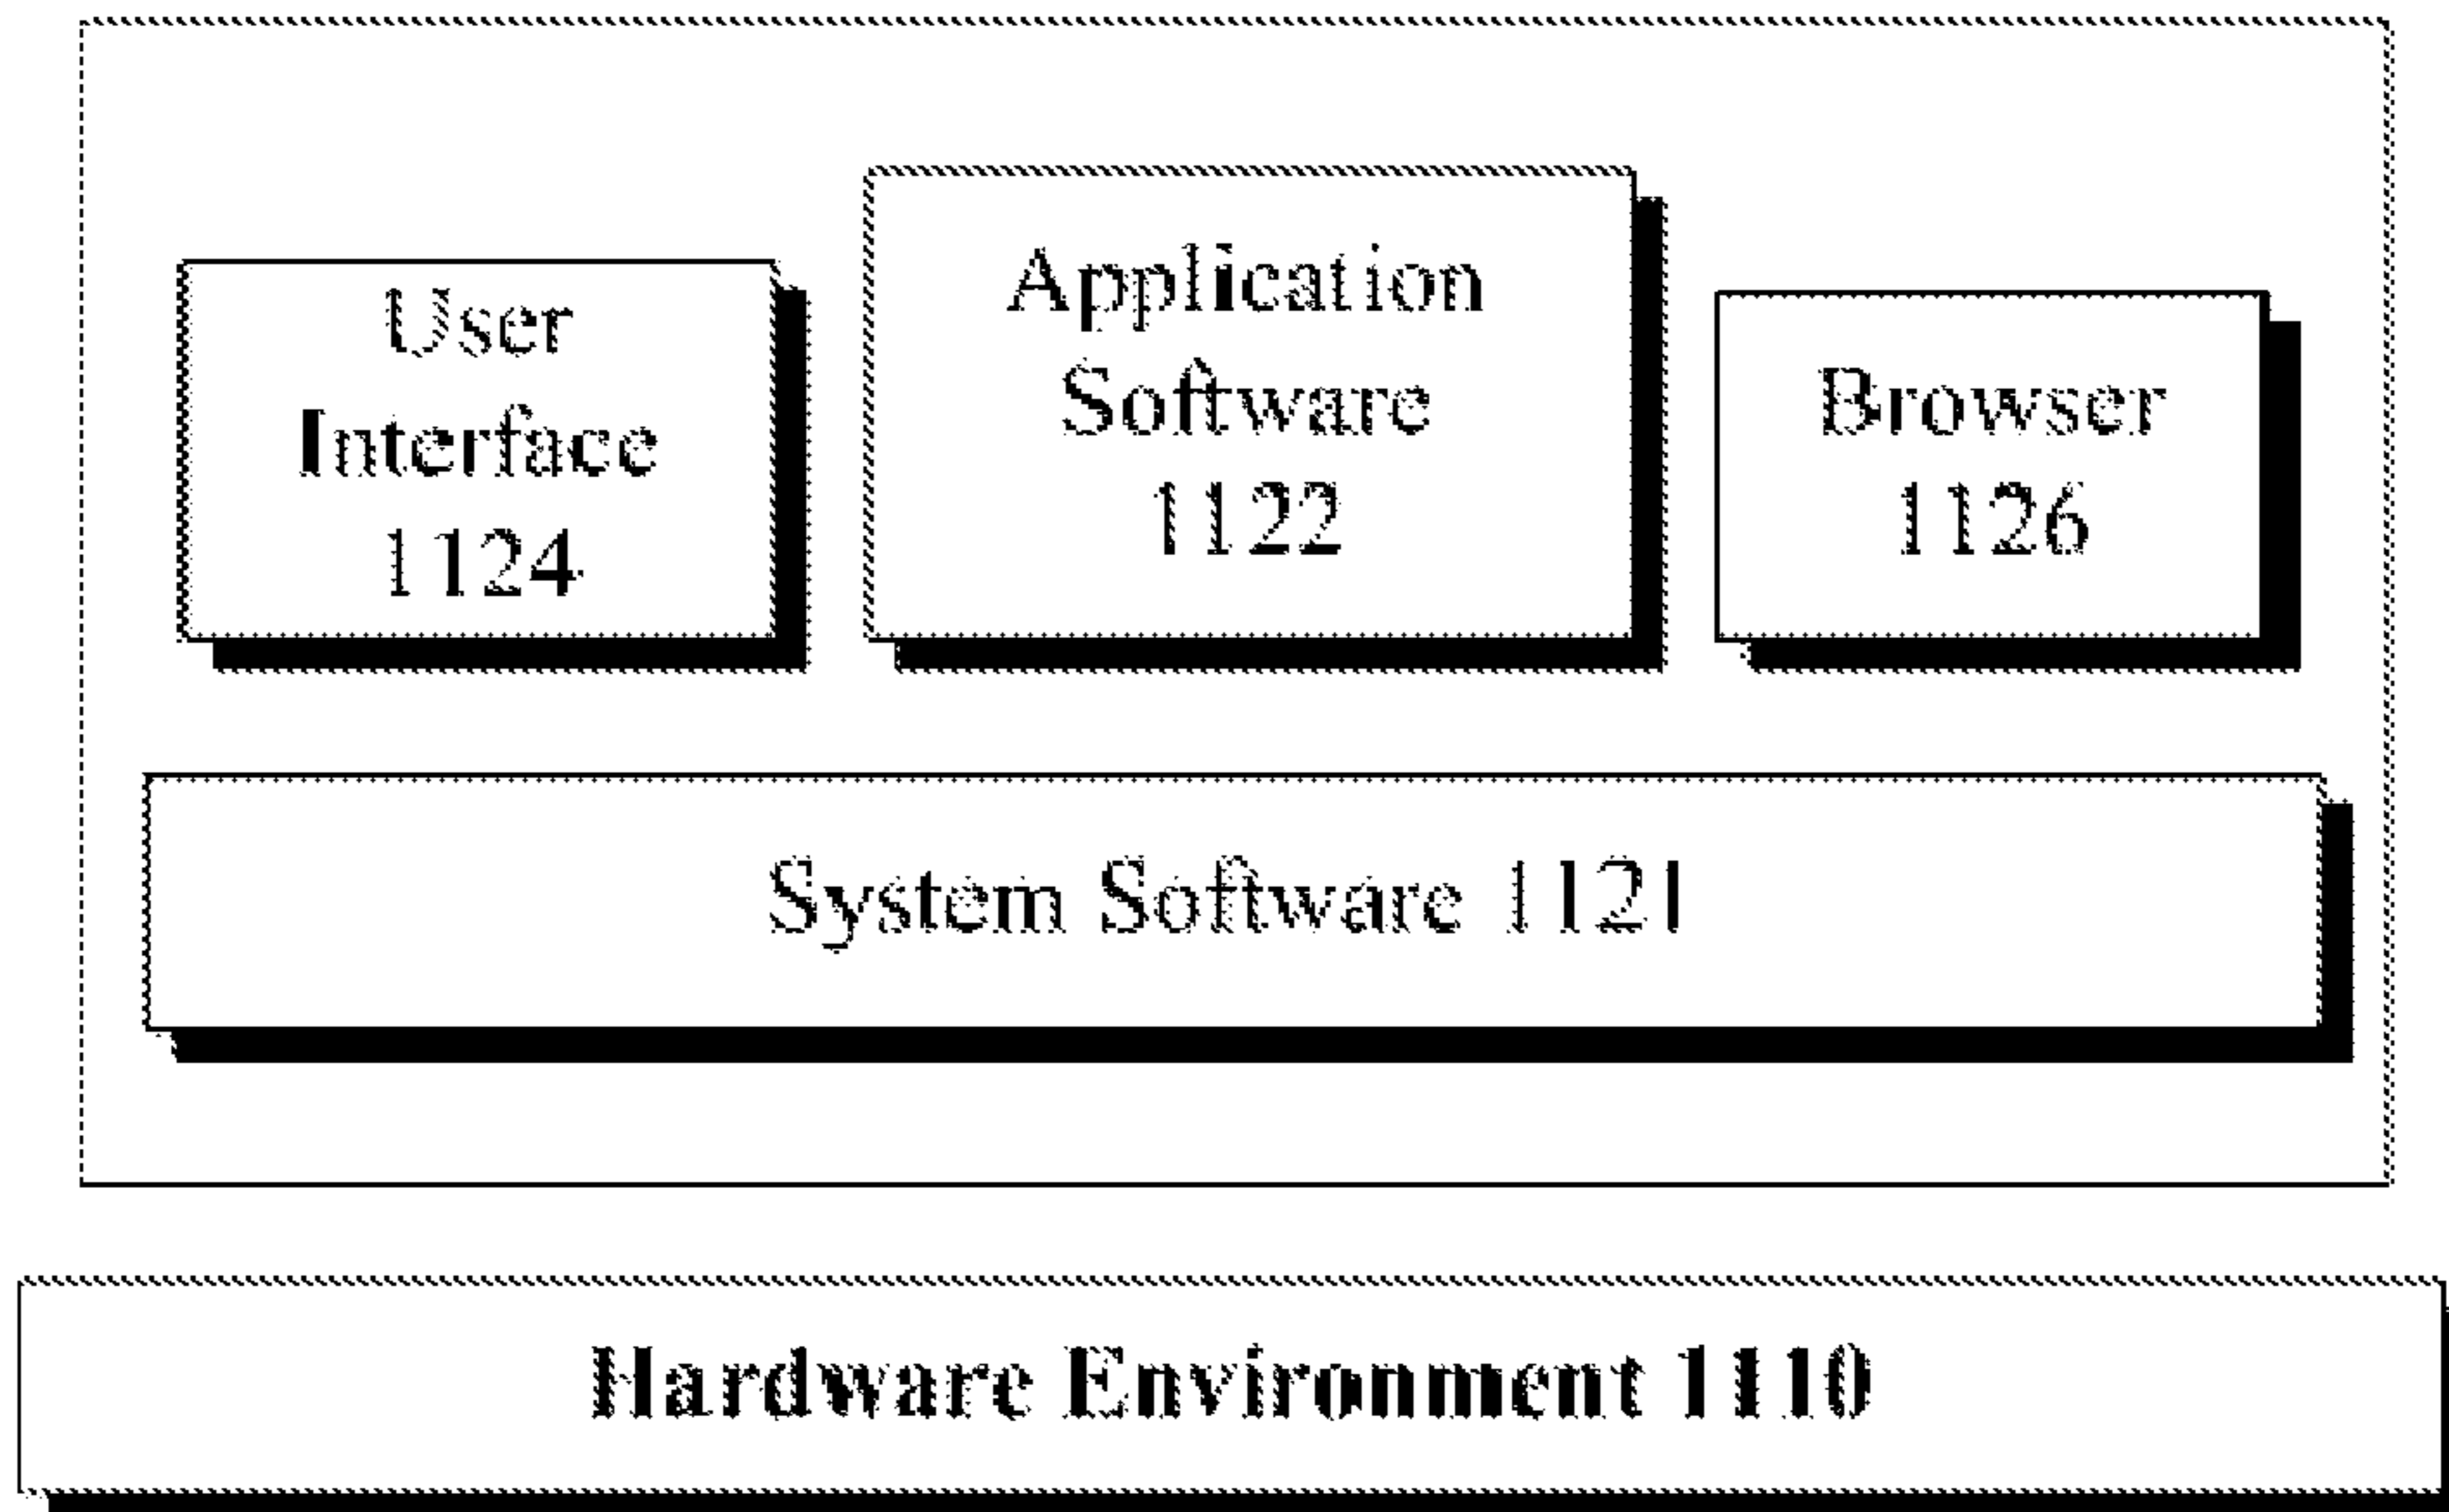 User
Interface
1124
Application
Software
1122
Browser
1126
System Software 1121
Hardware Environment 1110